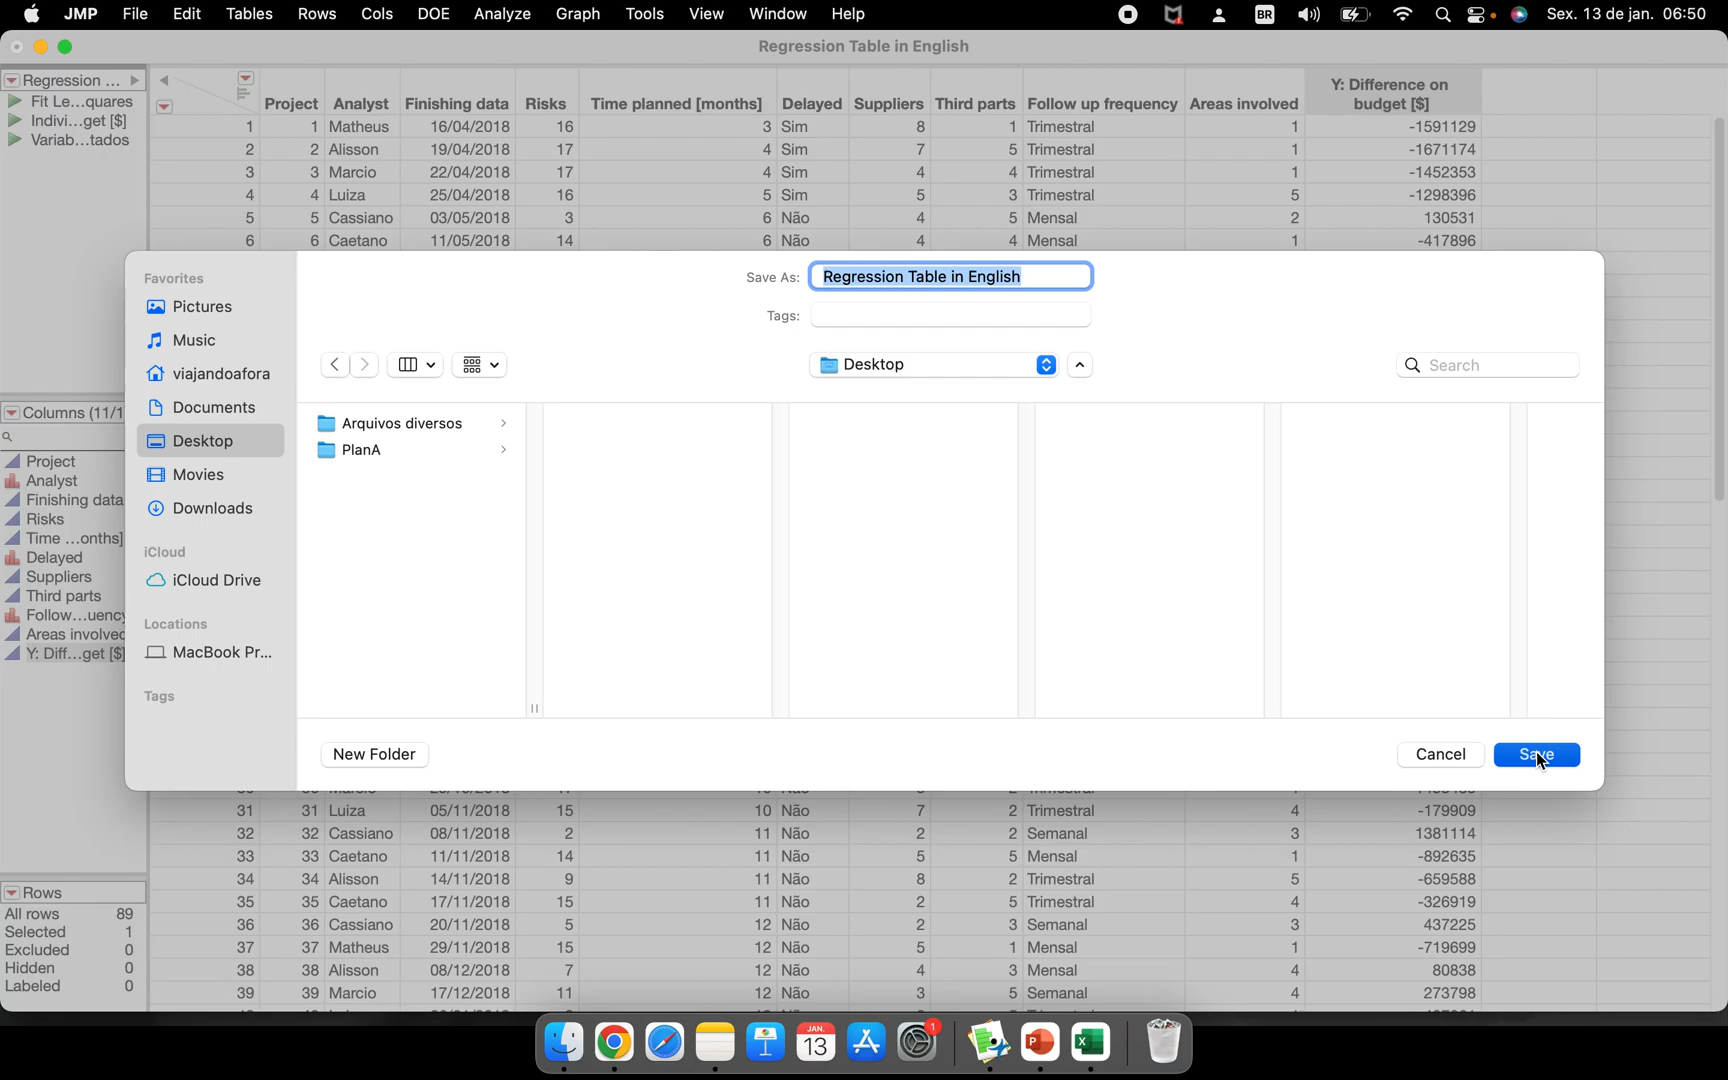 JMP File Edit Tables Rows Cols DOE Analyze Graph Tools View Window Help BR Sex. 13 de jan. 06:50
Regression Table in English
Regression ...
Fit Le...quares
Indivi...get [$]
Variab...tados
Project Analyst Finishing data Risks Time planned [months] Delayed Suppliers Third parts Follow up frequency Areas involved Y: Difference on budget [$]
1 1 Matheus 16/04/2018 16 3 Sim 8 1 Trimestral 1 -1591129
2 2 Alisson 19/04/2018 17 4 Sim 7 5 Trimestral 1 -1671174
3 3 Marcio 22/04/2018 17 4 Sim 4 4 Trimestral 1 -1452353
4 4 Luiza 25/04/2018 16 5 Sim 5 3 Trimestral 5 -1298396
5 5 Cassiano 03/05/2018 3 6 Não 4 5 Mensal 2 130531
6 6 Caetano 11/05/2018 14 6 Não 4 4 Mensal 1 -417896
Columns (11/1
Project
Analyst
Finishing data
Risks
Time ...onths]
Delayed
Suppliers
Third parts
Follow...uency
Areas involved
Y: Diff...get [$]
Favorites
Pictures
Music
viajandoafora
Documents
Desktop
Movies
Downloads
iCloud
iCloud Drive
Locations
MacBook Pr...
Tags
Save As: Regression Table in English
Tags:
Desktop
Search
Arquivos diversos
PlanA
New Folder Cancel Save
31 31 Luiza 05/11/2018 15 10 Não 7 2 Trimestral 4 -179909
32 32 Cassiano 08/11/2018 2 11 Não 2 2 Semanal 3 1381114
33 33 Caetano 11/11/2018 14 11 Não 5 5 Mensal 1 -892635
34 34 Alisson 14/11/2018 9 11 Não 8 2 Trimestral 5 -659588
35 35 Caetano 17/11/2018 15 11 Não 2 5 Trimestral 4 -326919
36 36 Cassiano 20/11/2018 5 12 Não 2 3 Semanal 3 437225
37 37 Matheus 29/11/2018 15 12 Não 5 1 Mensal 1 -719699
38 38 Alisson 08/12/2018 7 12 Não 4 3 Mensal 4 80838
39 39 Marcio 17/12/2018 11 12 Não 3 5 Semanal 4 273798
Rows
All rows 89
Selected 1
Excluded 0
Hidden 0
Labeled 0
JAN. 13
1